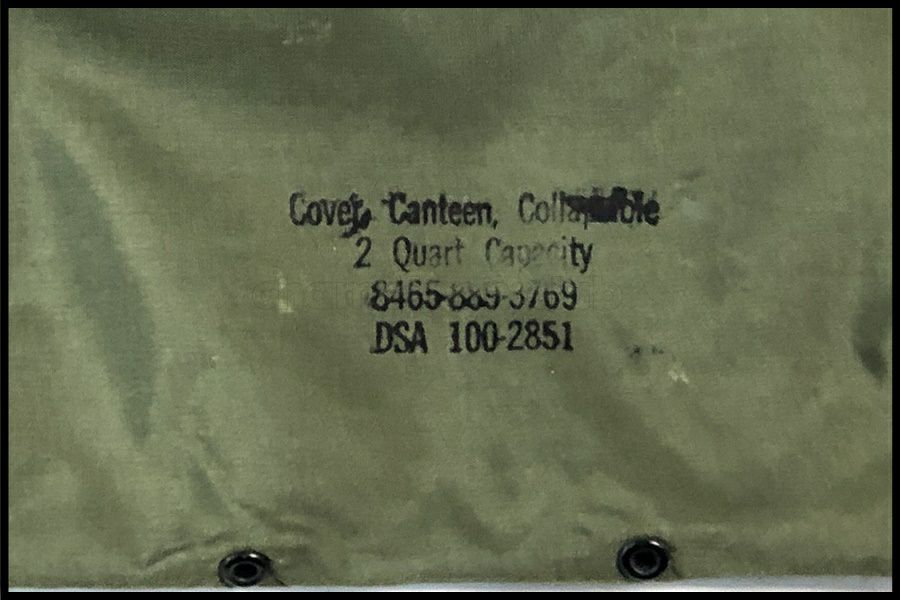 Cover, Canteen, Collapsible
2 Quart Capacity
8465-889-3769
DSA 100-2851